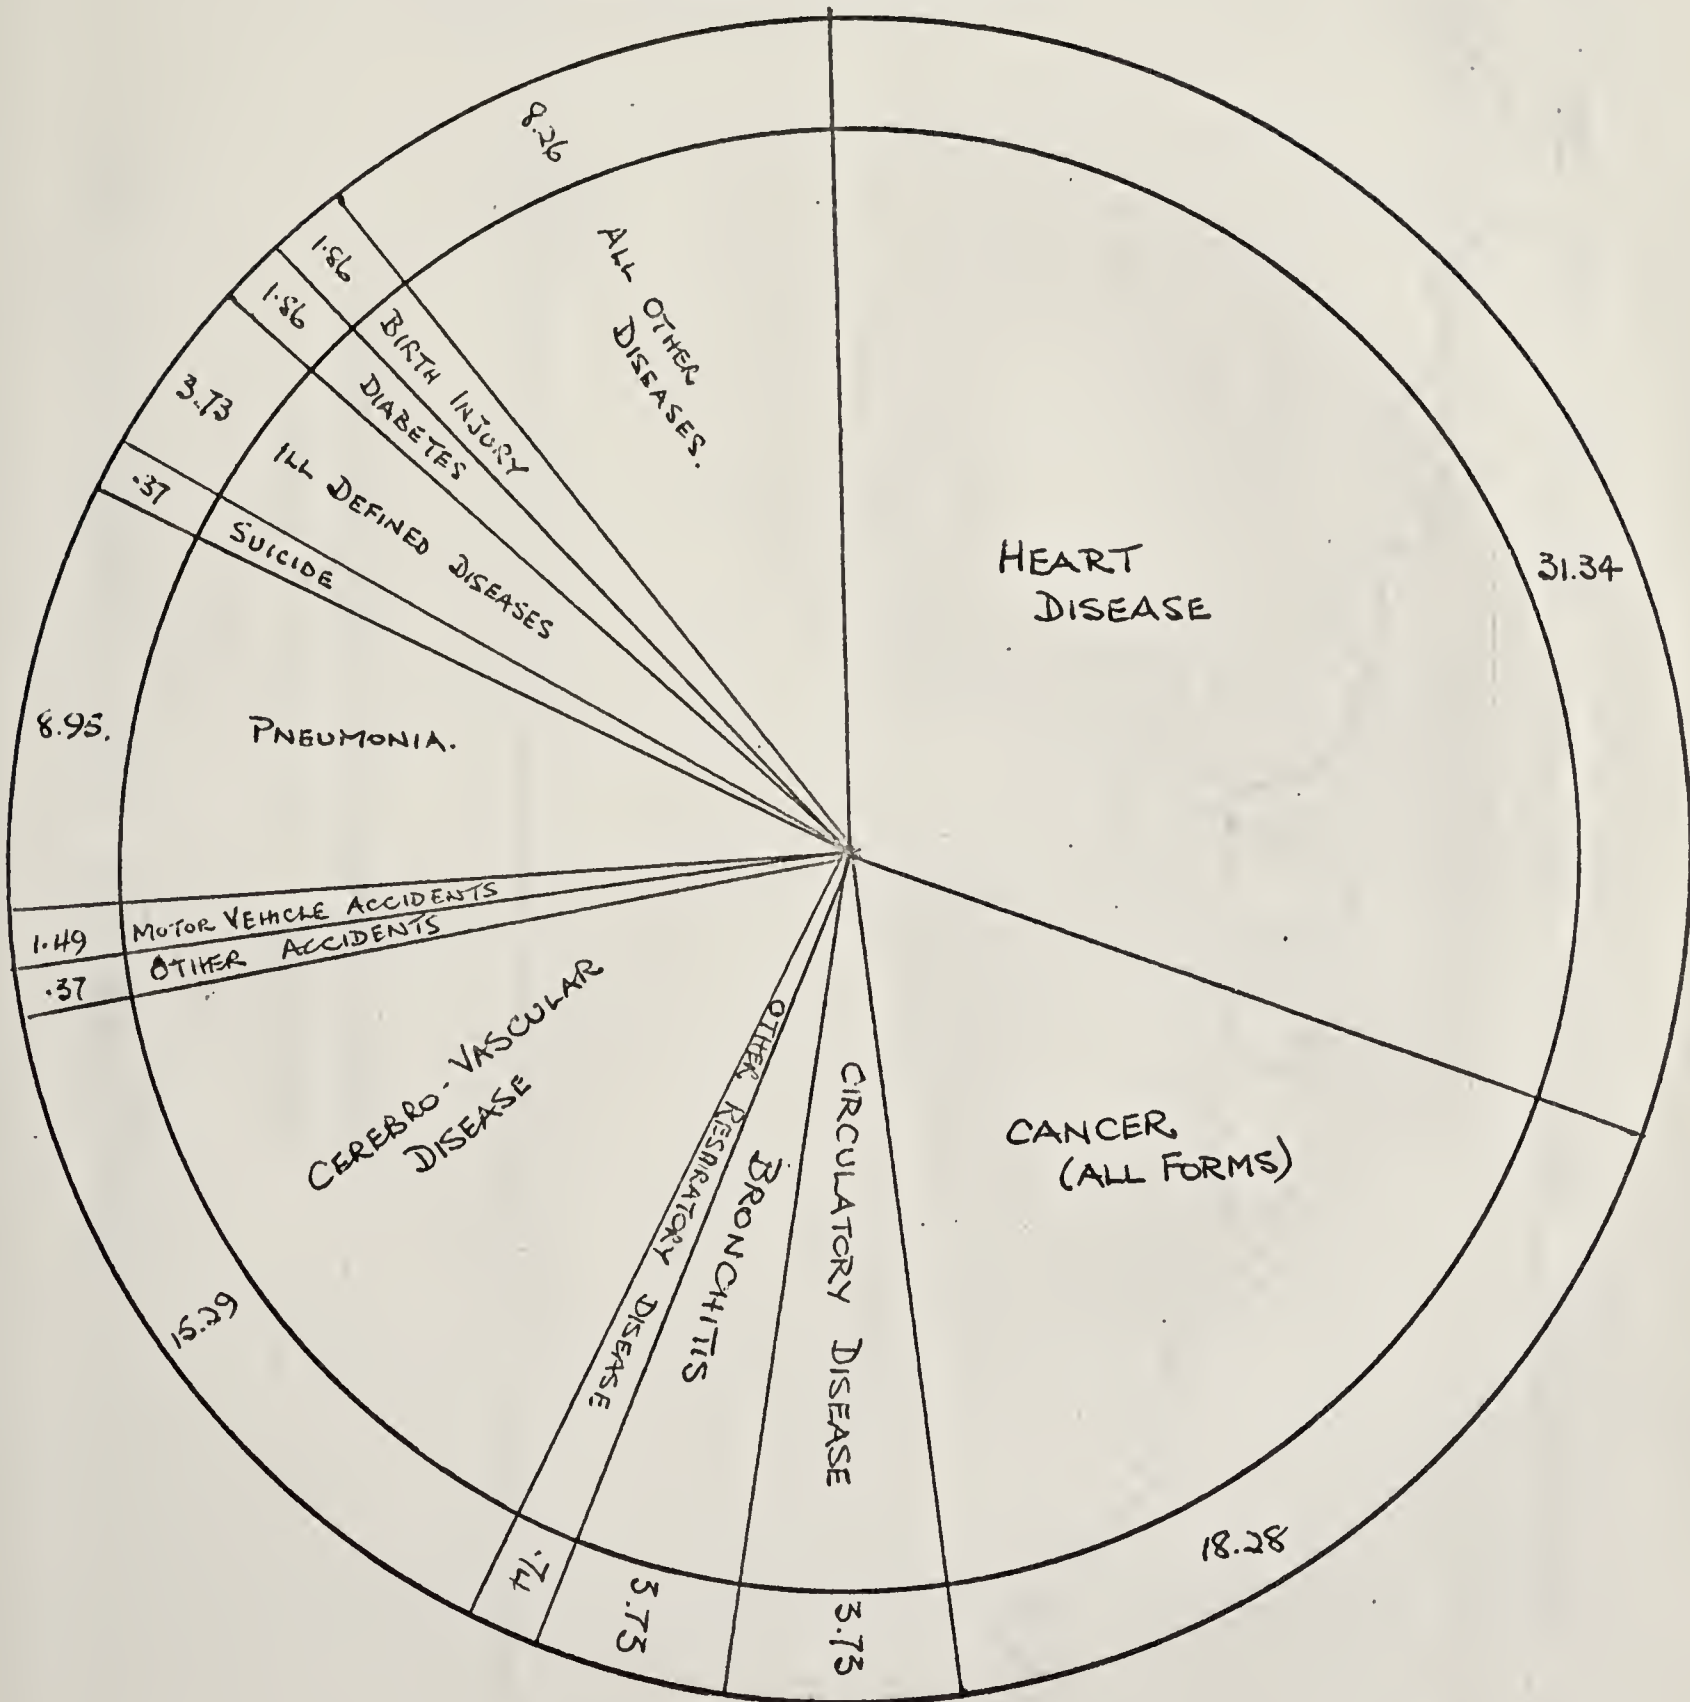 HEART
DISEASE
31.34
CANCER
(ALL FORMS)
18.28
CIRCULATORY DISEASE
3.73
BRONCHITIS
3.73
OTHER RESPIRATORY DISEASE
.74
CEREBRO-VASCULAR
DISEASE
15.29
OTHER ACCIDENTS
.37
MOTOR VEHICLE ACCIDENTS
1.49
PNEUMONIA.
8.95.
SUICIDE
.37
ILL DEFINED DISEASES
3.73
DIABETES
1.86
BIRTH INJURY
1.86
ALL OTHER
DISEASES.
8.26